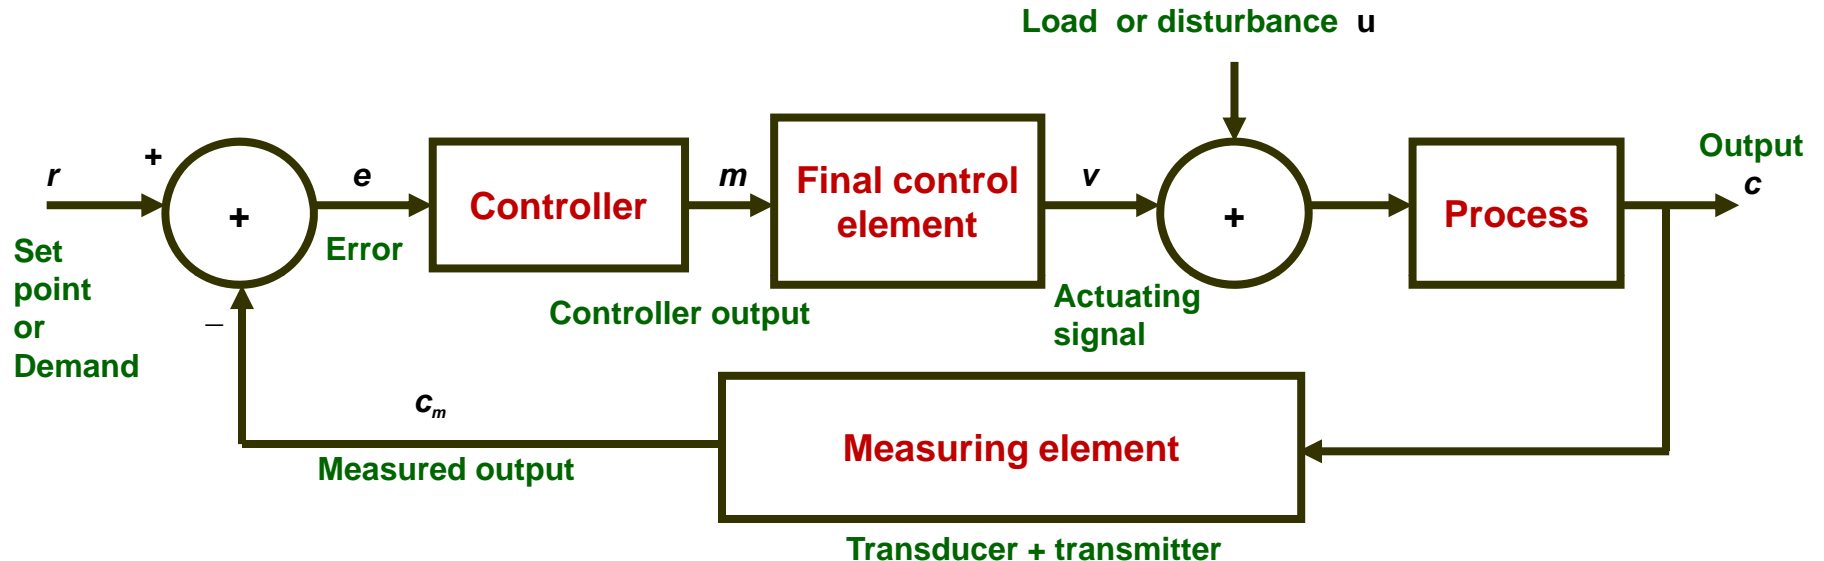 Load or disturbance u
+
r
Set
point
or
Demand
+
–
e
Error
Controller
m
Controller output
Final control
element
v
Actuating
signal
+
Process
Output
c
cₘ
Measured output
Measuring element
Transducer + transmitter